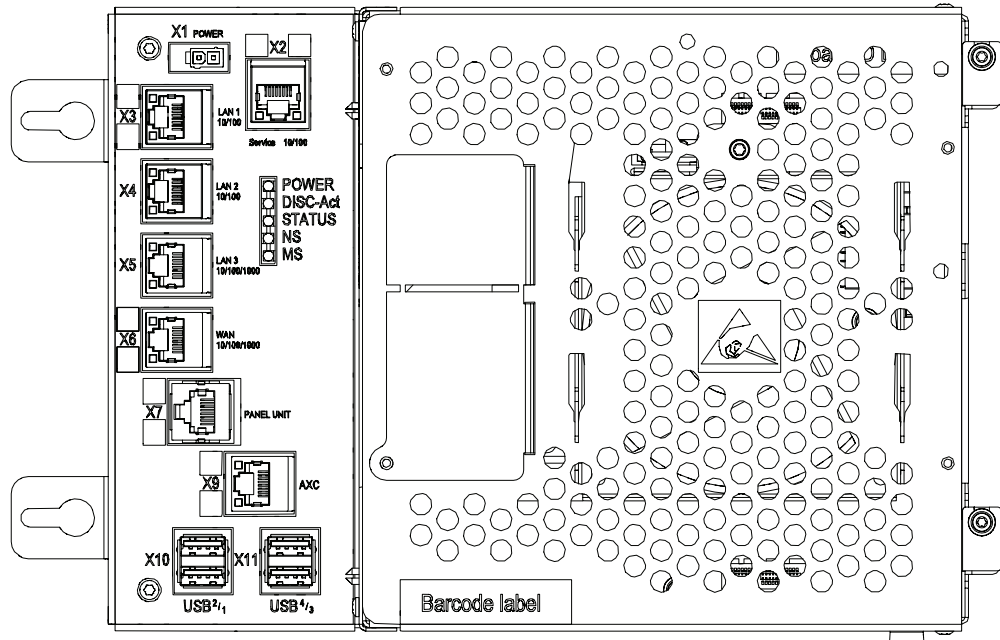 X1 POWER
X2
X3
LAN 1
10/100
Service 10/100
X4
LAN 2
10/100
POWER
DISC-Act
STATUS
NS
MS
X5
LAN 3
10/100/1000
X6
WAN
10/100/1000
X7
PANEL UNIT
X9
AXC
X10
X11
USB²/₁
USB⁴/₃
Barcode label